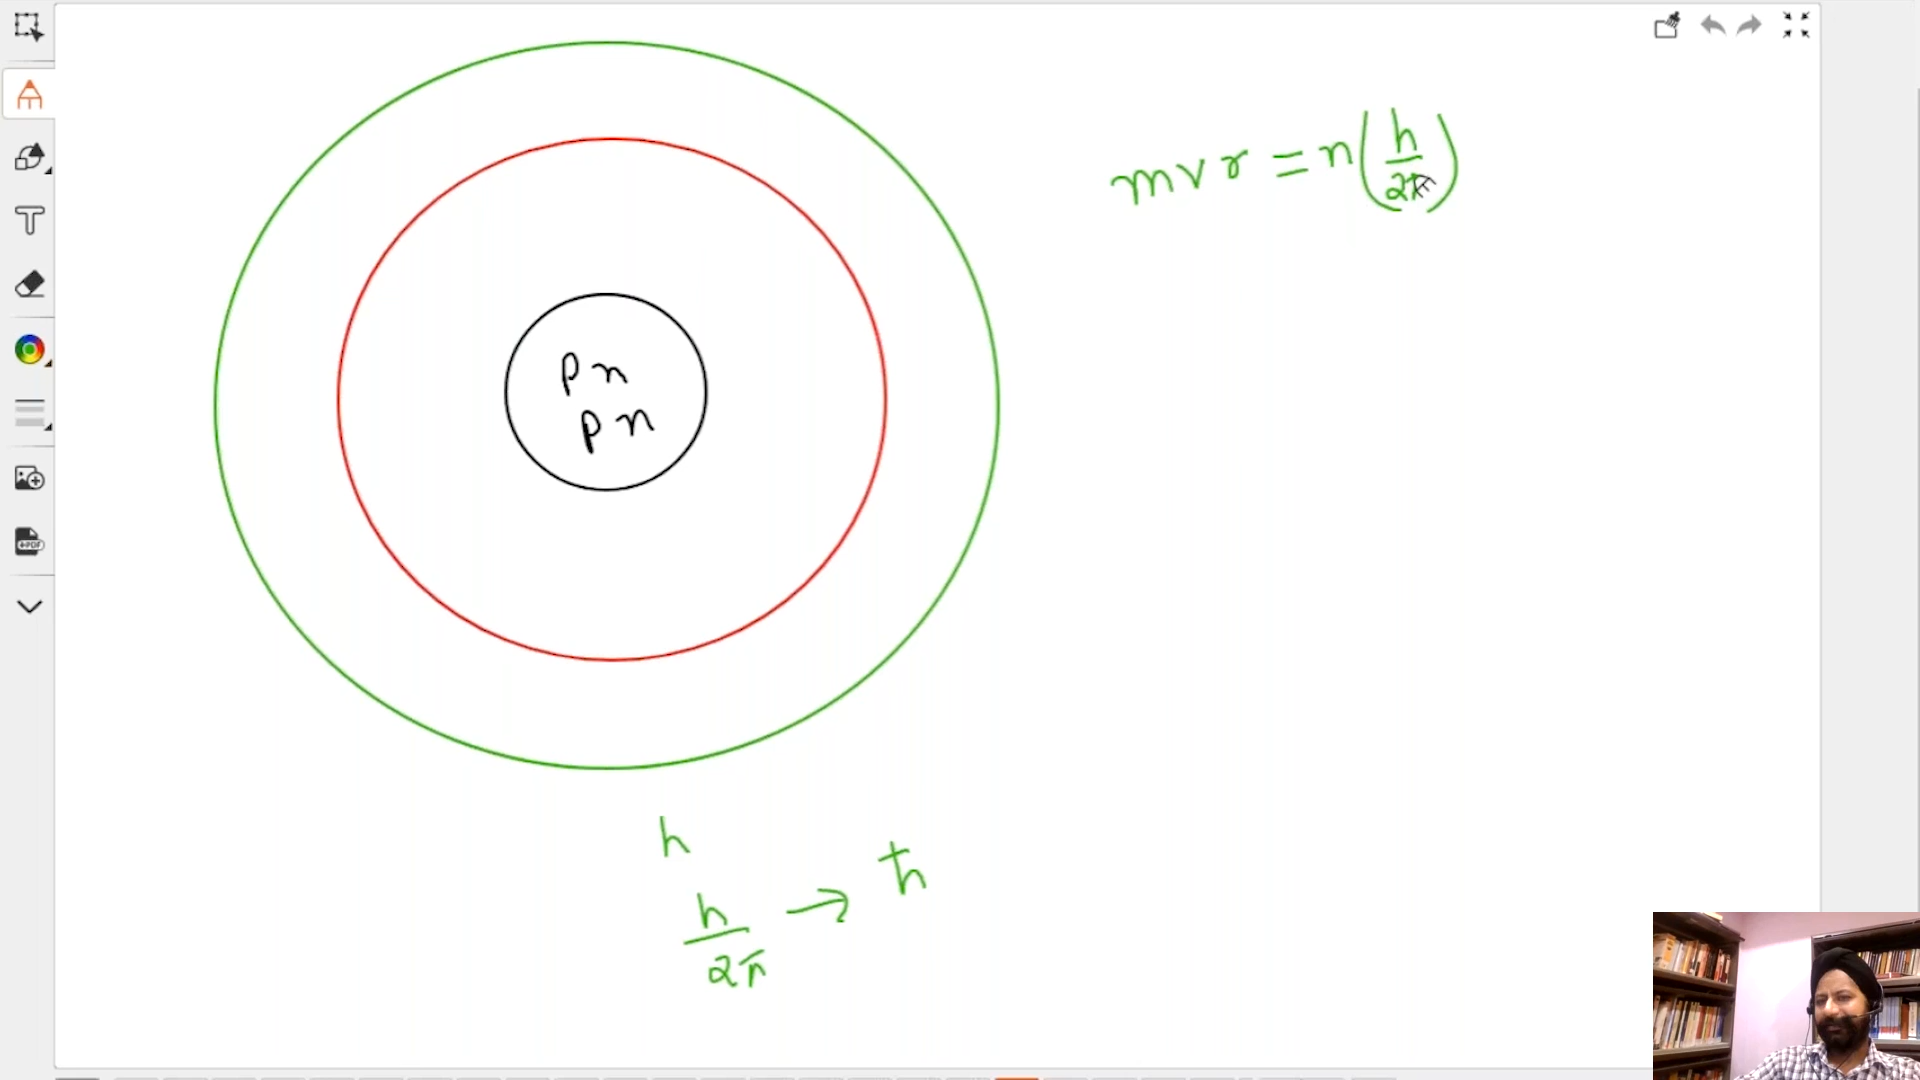 mvr = n(h/2π)
p n
p n
h
h/2π → ħ